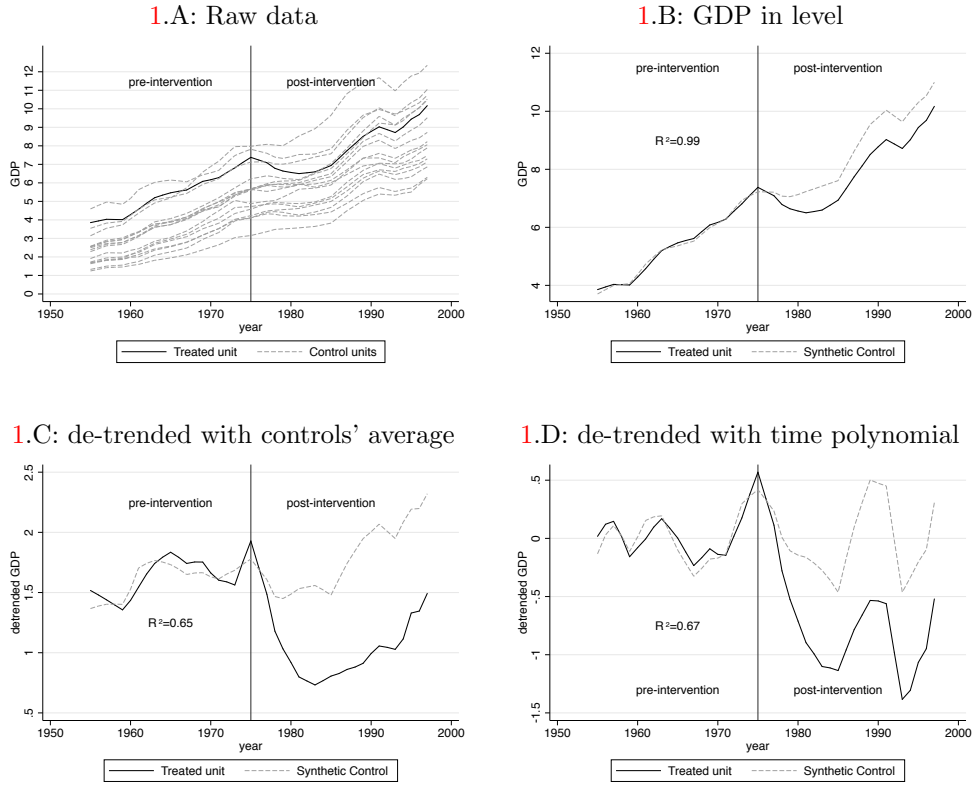 1.A: Raw data
pre-intervention post-intervention
GDP
0 1 2 3 4 5 6 7 8 9 10 11 12
1950 1960 1970 1980 1990 2000
year
Treated unit Control units
1.B: GDP in level
pre-intervention post-intervention
R²=0.99
GDP
4 6 8 10 12
1950 1960 1970 1980 1990 2000
year
Treated unit Synthetic Control
1.C: de-trended with controls' average
pre-intervention post-intervention
R²=0.65
detrended GDP
.5 1 1.5 2 2.5
1950 1960 1970 1980 1990 2000
year
Treated unit Synthetic Control
1.D: de-trended with time polynomial
R²=0.67
pre-intervention post-intervention
detrended GDP
-1.5 -1 -.5 0 .5
1950 1960 1970 1980 1990 2000
year
Treated unit Synthetic Control